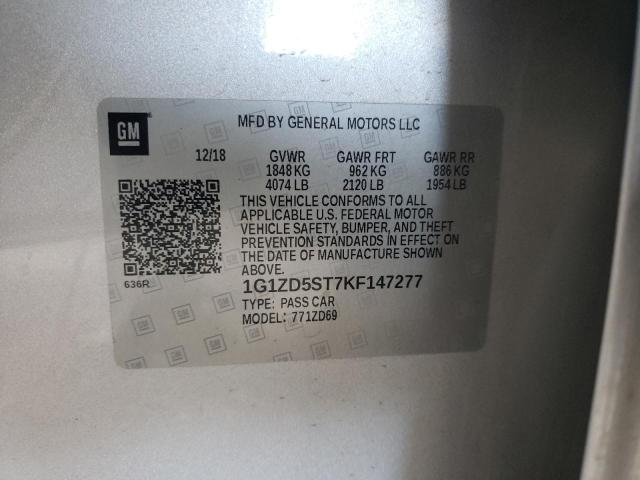 GM
MFD BY GENERAL MOTORS LLC
12/18 GVWR GAWR FRT GAWR RR
1848 KG 962 KG 886 KG
4074 LB 2120 LB 1954 LB
THIS VEHICLE CONFORMS TO ALL
APPLICABLE U.S. FEDERAL MOTOR
VEHICLE SAFETY, BUMPER, AND THEFT
PREVENTION STANDARDS IN EFFECT ON
THE DATE OF MANUFACTURE SHOWN
ABOVE.
636R
1G1ZD5ST7KF147277
TYPE: PASS CAR
MODEL: 771ZD69